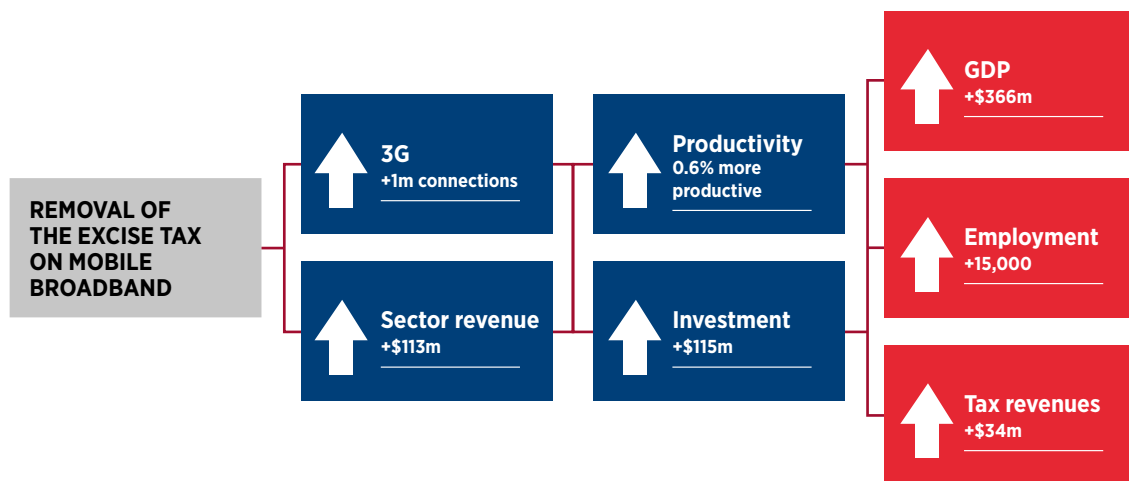 REMOVAL OF
THE EXCISE TAX
ON MOBILE
BROADBAND
3G
+1m connections
Sector revenue
+$113m
Productivity
0.6% more
productive
Investment
+$115m
GDP
+$366m
Employment
+15,000
Tax revenues
+$34m